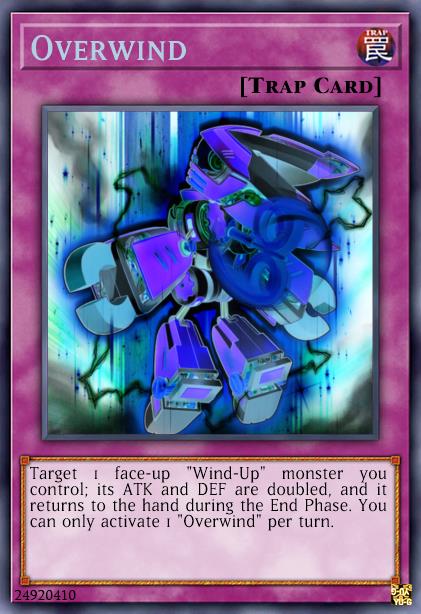 OVERWIND
TRAP
罠
[TRAP CARD]
Target 1 face-up "Wind-Up" monster you
control; its ATK and DEF are doubled, and it
returns to the hand during the End Phase. You
can only activate 1 "Overwind" per turn.
24920410